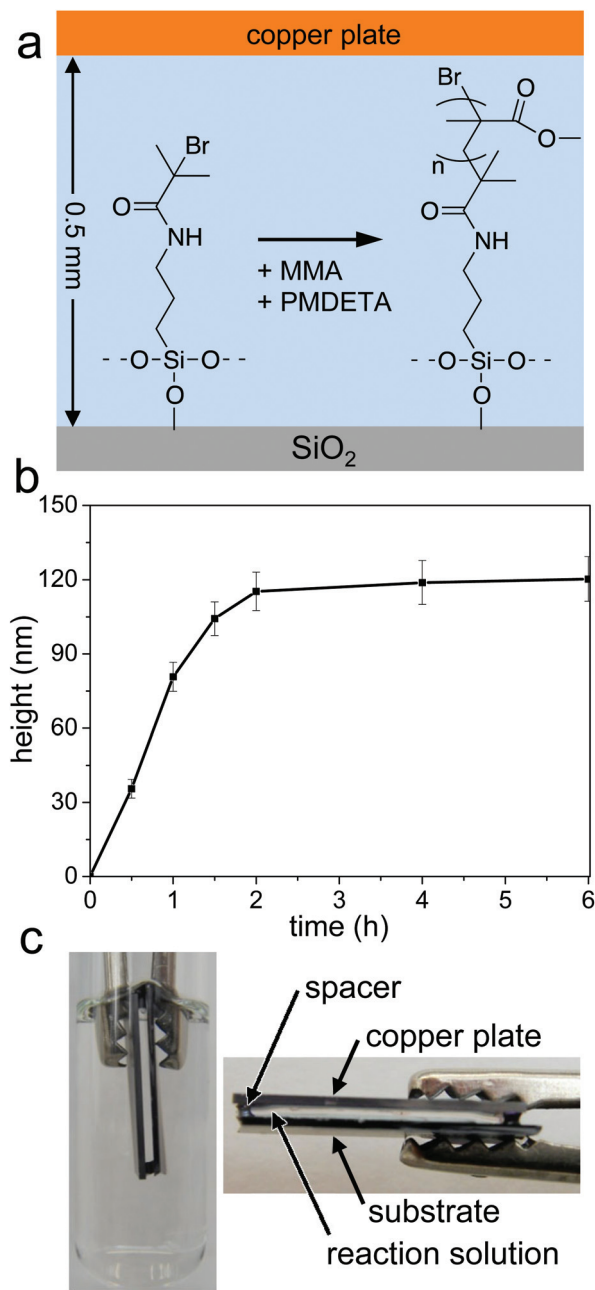 a
copper plate
0.5 mm
Br
O
NH
Si
O
O
O
+ MMA
+ PMDETA
Br
O
O
n
O
NH
Si
O
O
O
SiO2
b
150
120
90
60
30
0
height (nm)
0
1
2
3
4
5
6
time (h)
c
spacer
copper plate
substrate
reaction solution